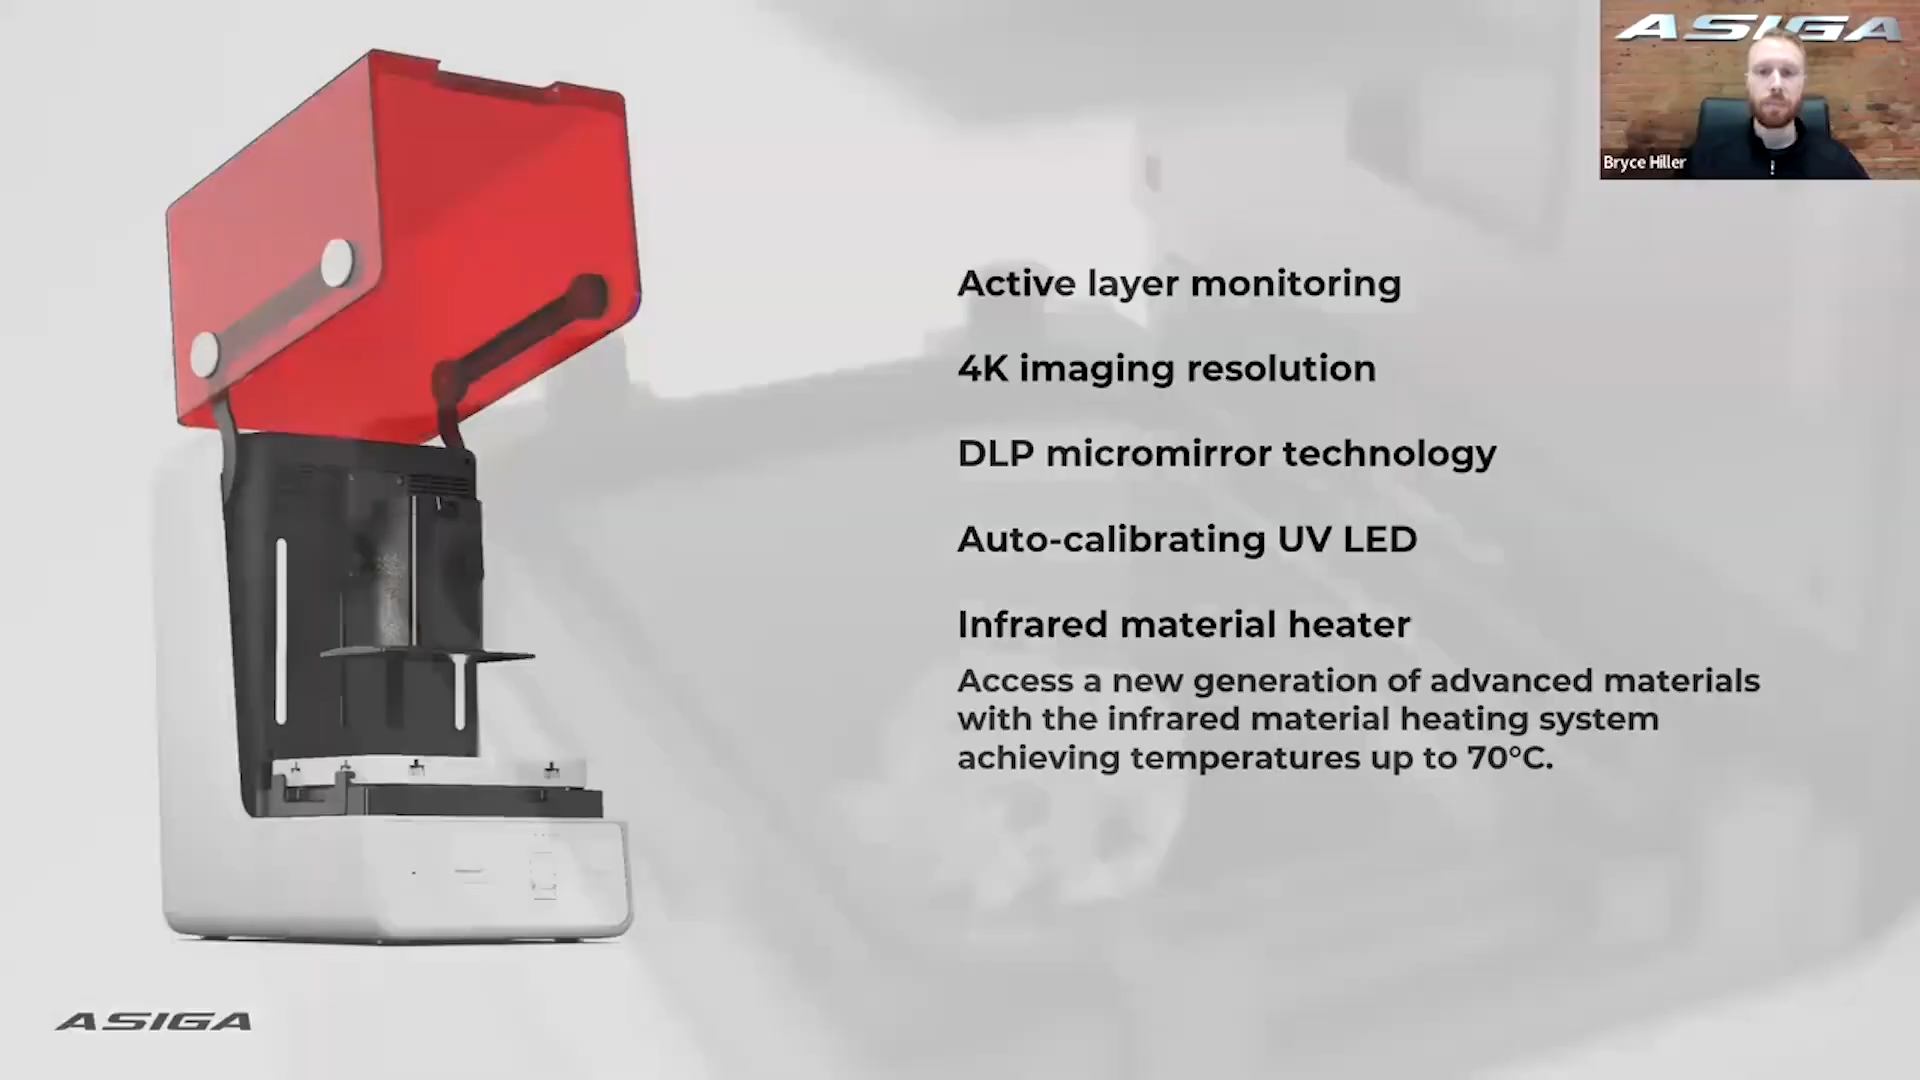 ASIGA
Bryce Hiller
Active layer monitoring
4K imaging resolution
DLP micromirror technology
Auto-calibrating UV LED
Infrared material heater
Access a new generation of advanced materials
with the infrared material heating system
achieving temperatures up to 70°C.
ASIGA